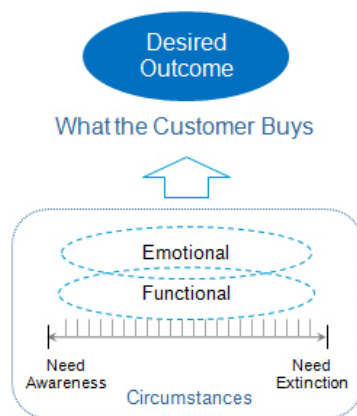 Desired
Outcome
What the Customer Buys
Emotional
Functional
Need
Awareness
Need
Extinction
Circumstances